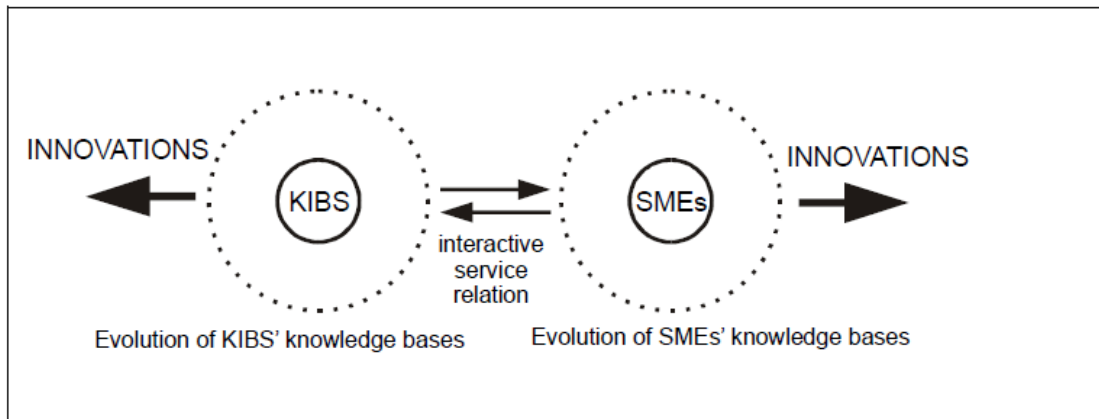 INNOVATIONS
KIBS
interactive
service
relation
SMEs
INNOVATIONS
Evolution of KIBS’ knowledge bases
Evolution of SMEs’ knowledge bases